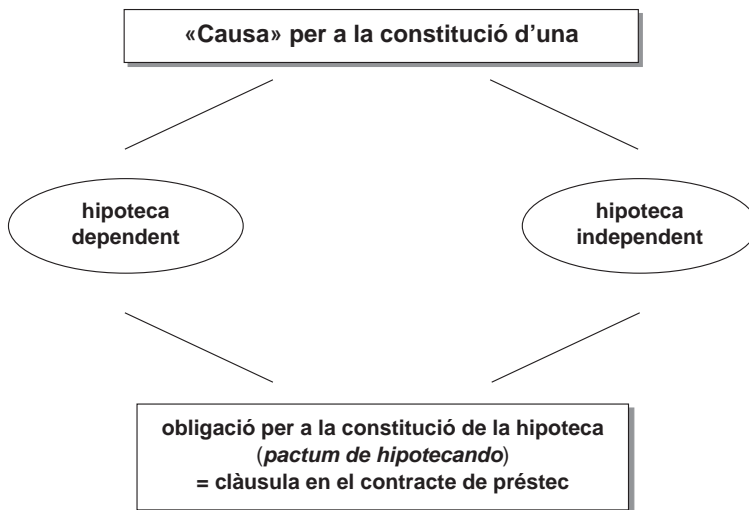 «Causa» per a la constitució d’una
hipoteca
dependent
hipoteca
independent
obligació per a la constitució de la hipoteca
(pactum de hipotecando)
= clàusula en el contracte de préstec